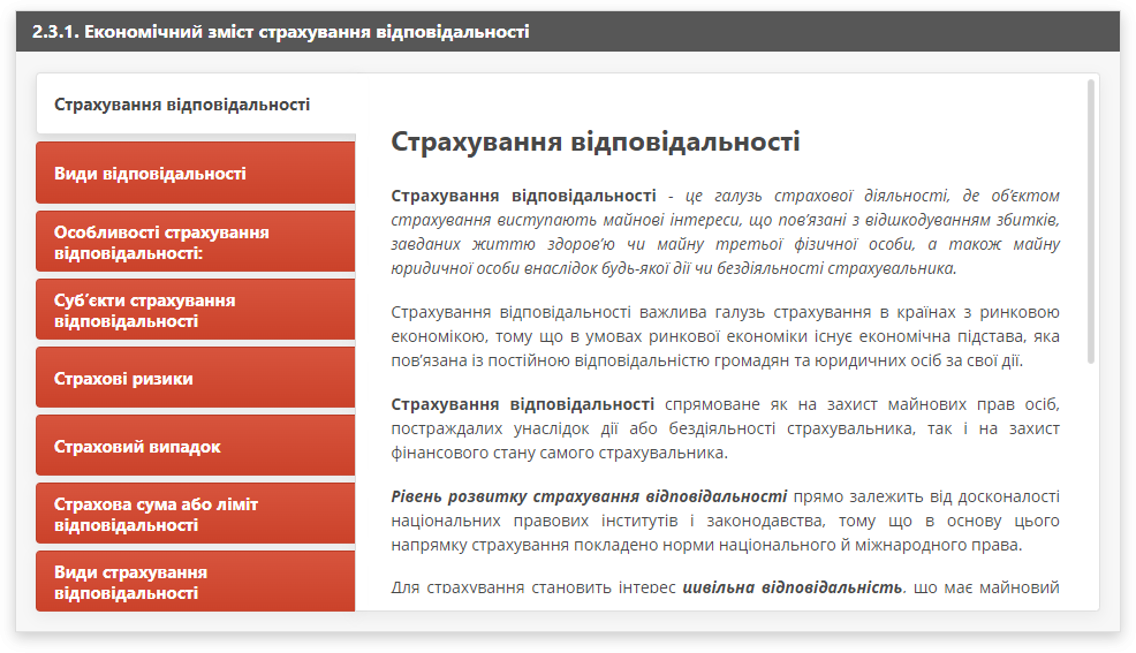 2.3.1. Економічний зміст страхування відповідальності
Страхування відповідальності
Види відповідальності
Особливості страхування
відповідальності:
Суб’єкти страхування
відповідальності
Страхові ризики
Страховий випадок
Страхова сума або ліміт
відповідальності
Види страхування
відповідальності
Страхування відповідальності
Страхування відповідальності - це галузь страхової діяльності, де об’єктом
страхування виступають майнові інтереси, що пов’язані з відшкодуванням збитків,
завданих життю здоров’ю чи майну третьої фізичної особи, а також майну
юридичної особи внаслідок будь-якої дії чи бездіяльності страхувальника.
Страхування відповідальності важлива галузь страхування в країнах з ринковою
економікою, тому що в умовах ринкової економіки існує економічна підстава, яка
пов’язана із постійною відповідальністю громадян та юридичних осіб за свої дії.
Страхування відповідальності спрямоване як на захист майнових прав осіб,
постраждалих унаслідок дії або бездіяльності страхувальника, так і на захист
фінансового стану самого страхувальника.
Рівень розвитку страхування відповідальності прямо залежить від досконалості
національних правових інститутів і законодавства, тому що в основу цього
напрямку страхування покладено норми національного й міжнародного права.
Для страхування становить інтерес цивільна відповідальність, що має майновий